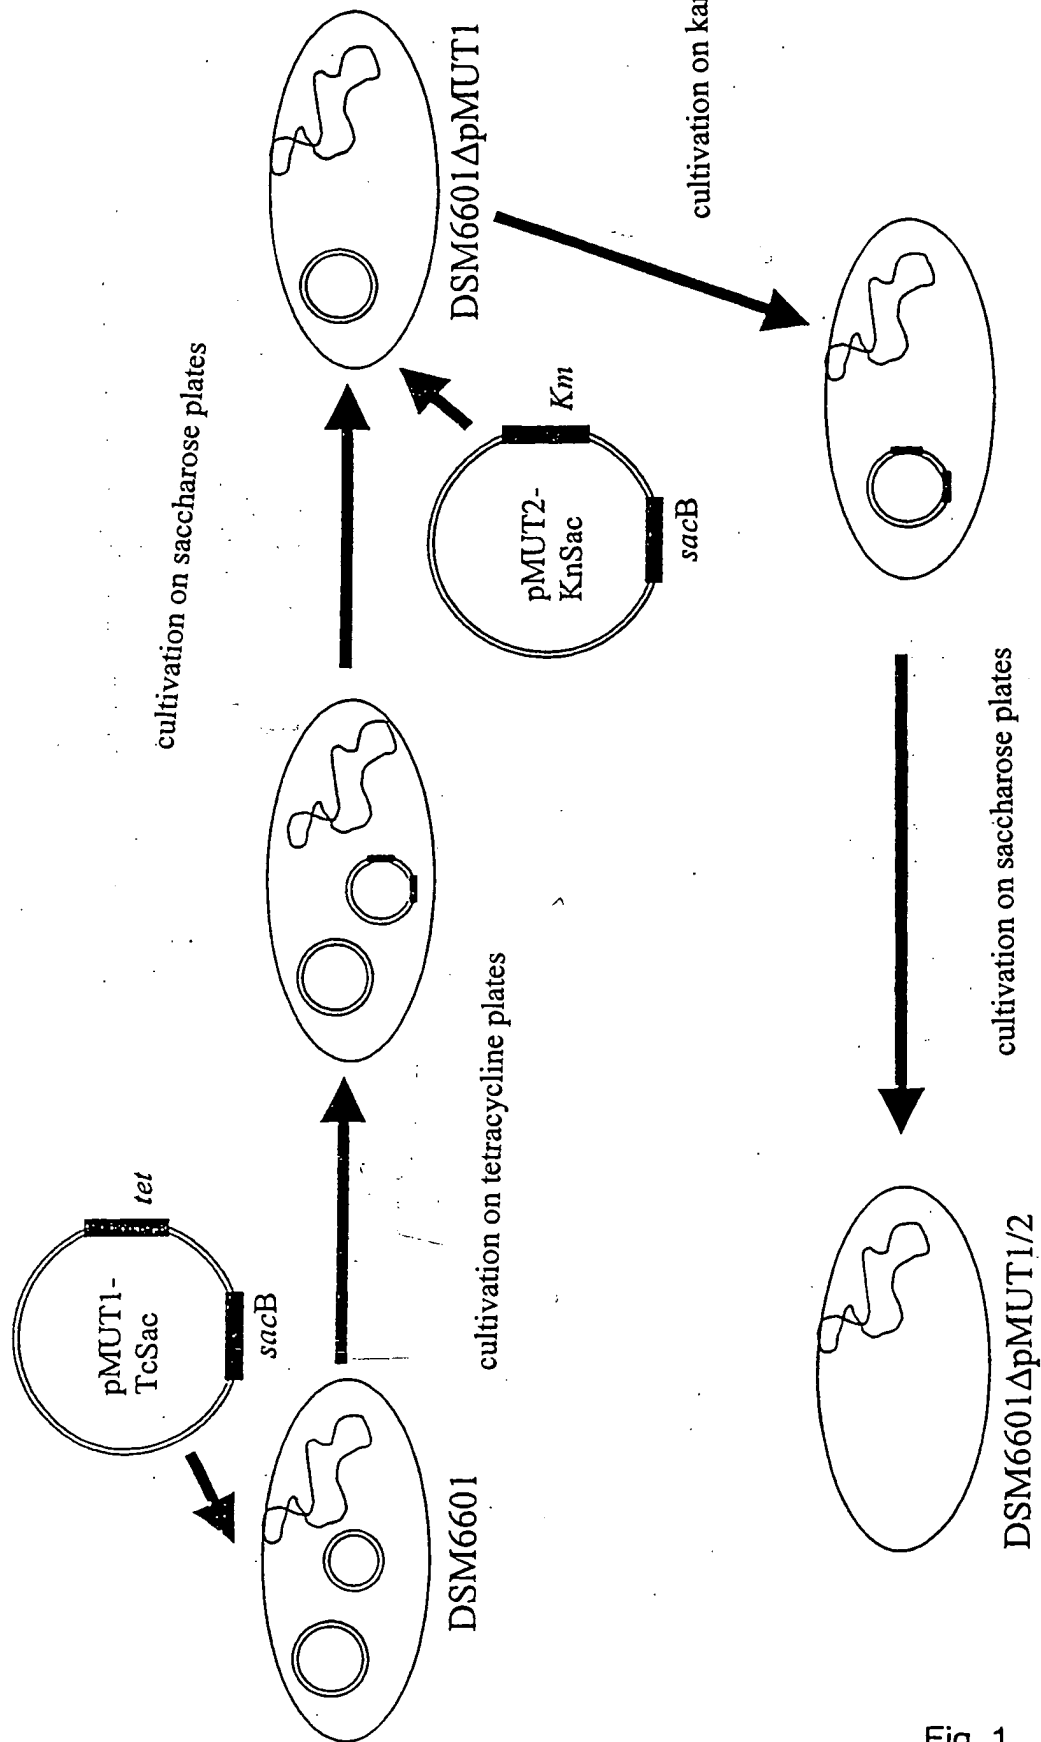 pMUT1-
TcSac
tet
sacB
DSM6601
cultivation on tetracycline plates
cultivation on saccharose plates
pMUT2-
KnSac
Km
sacB
DSM6601ΔpMUT1
cultivation on
cultivation on saccharose plates
DSM6601ΔpMUT1/2
Fig. 1